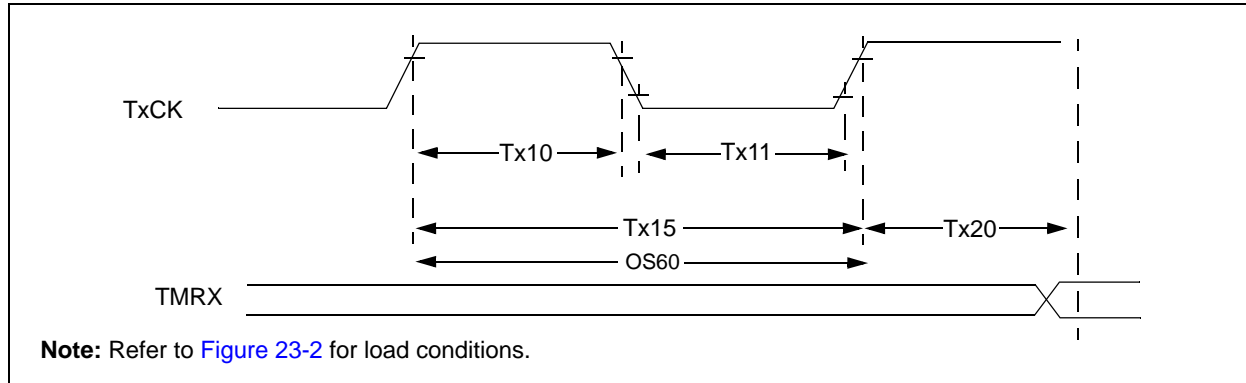 TxCK
Tx10
Tx11
Tx15
Tx20
OS60
TMRX
Note: Refer to Figure 23-2 for load conditions.